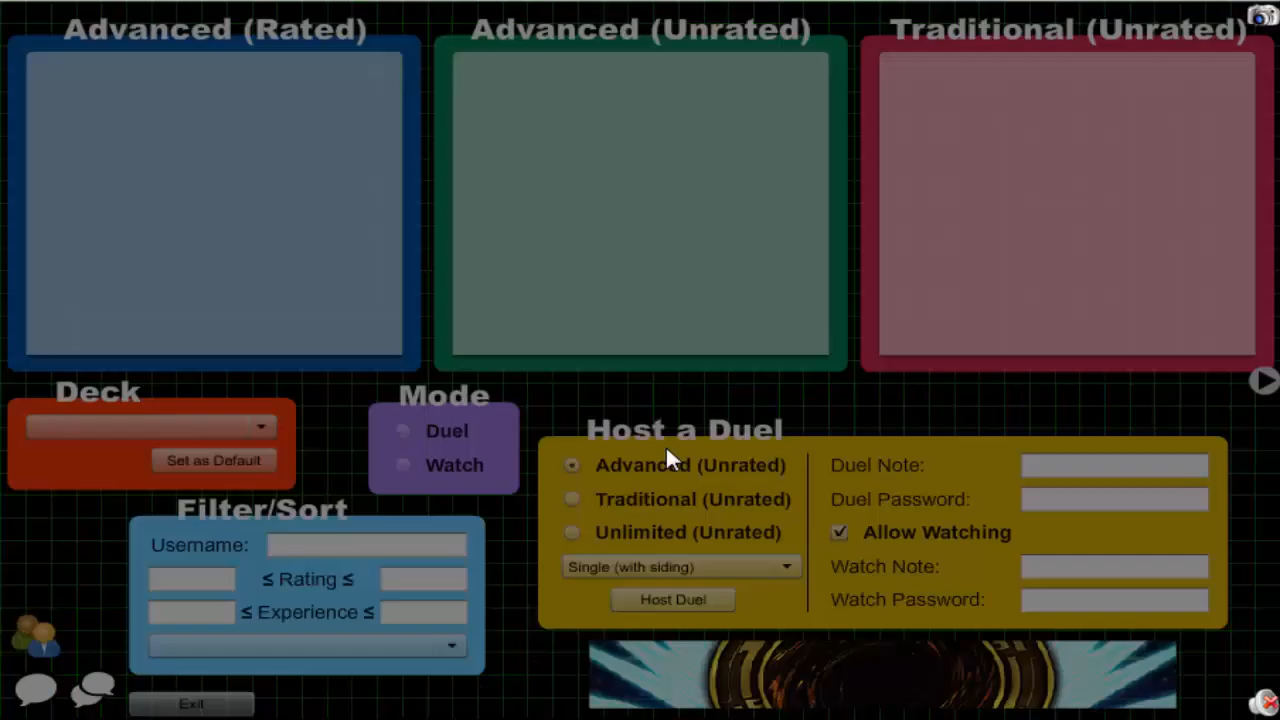 Advanced (Rated)
Advanced (Unrated)
Traditional (Unrated)
Deck
Set as Default
Mode
Duel
Watch
Filter/Sort
Username:
≤ Rating ≤
≤ Experience ≤
Exit
Host a Duel
Advanced (Unrated)
Traditional (Unrated)
Unlimited (Unrated)
Single (with siding)
Host Duel
Duel Note:
Duel Password:
Allow Watching
Watch Note:
Watch Password: